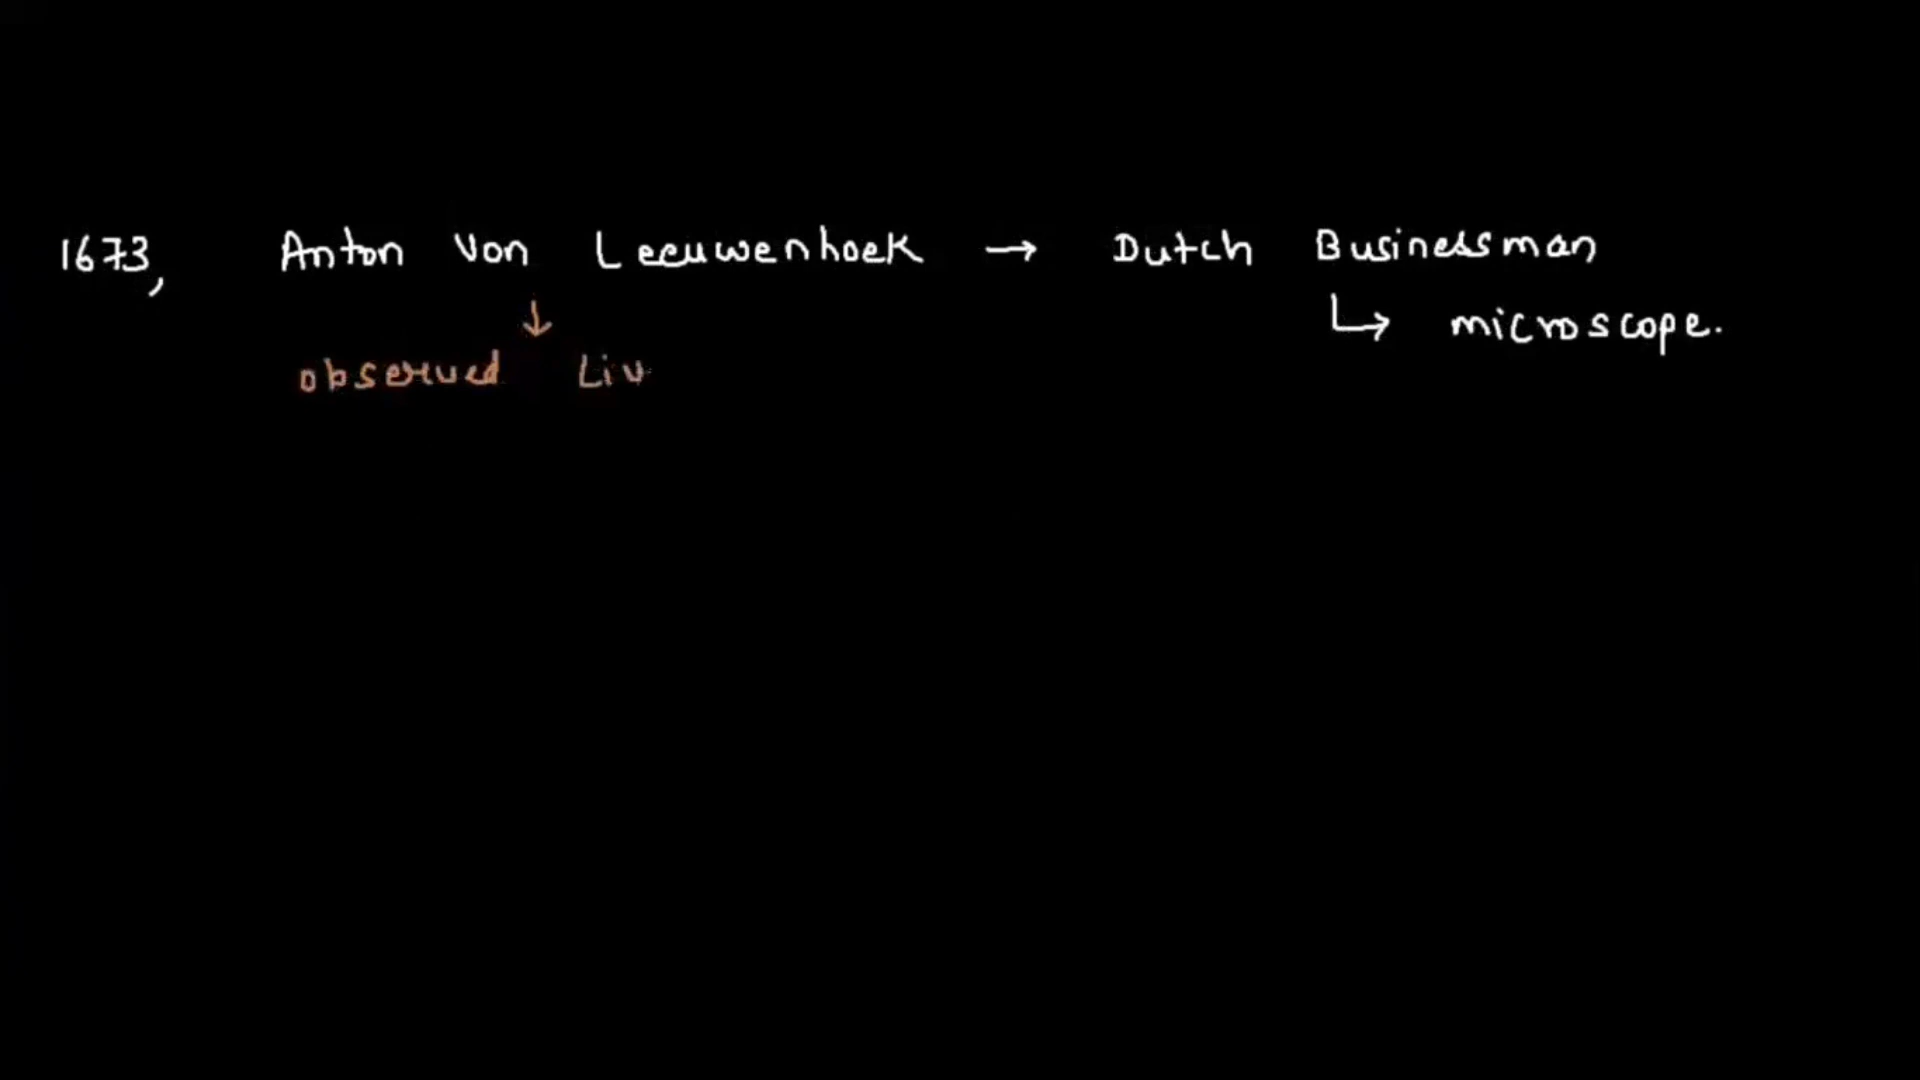 1673, Anton Von Leeuwenhoek → Dutch Businessman
↓
↳ microscope.
observed Liv